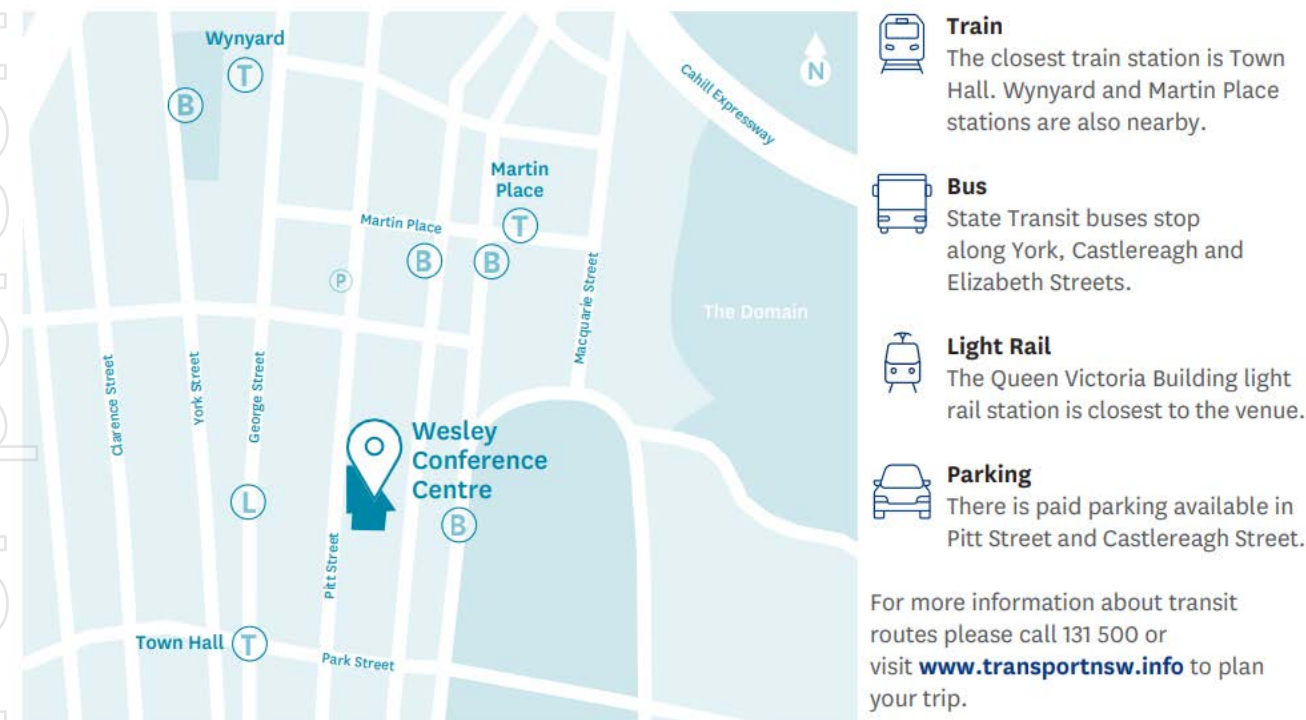 Wynyard
T
B
N
Cahill Expressway
Martin
Place
T
Martin Place
B
B
P
Macquarie Street
The Domain
Clarence Street
York Street
George Street
Wesley
Conference
Centre
L
B
Pitt Street
Town Hall
T
Park Street
Train
The closest train station is Town
Hall. Wynyard and Martin Place
stations are also nearby.
Bus
State Transit buses stop
along York, Castlereagh and
Elizabeth Streets.
Light Rail
The Queen Victoria Building light
rail station is closest to the venue.
Parking
There is paid parking available in
Pitt Street and Castlereagh Street.
For more information about transit
routes please call 131 500 or
visit www.transportnsw.info to plan
your trip.